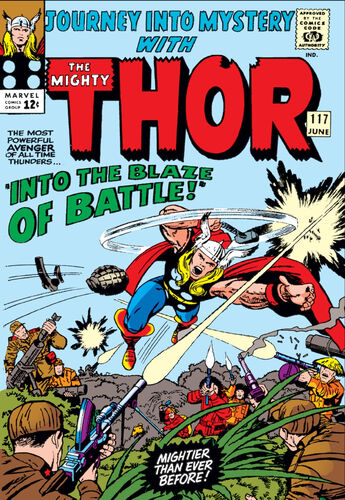 JOURNEY INTO MYSTERY
WITH
THE
MIGHTY
THOR
APPROVED
BY THE
COMICS
CODE
AUTHORITY
IND.
MARVEL
COMICS
GROUP
12¢
117
JUNE
THE MOST
POWERFUL
AVENGER
OF ALL TIME
THUNDERS...
"INTO THE BLAZE
OF BATTLE!"
MIGHTIER
THAN EVER
BEFORE!